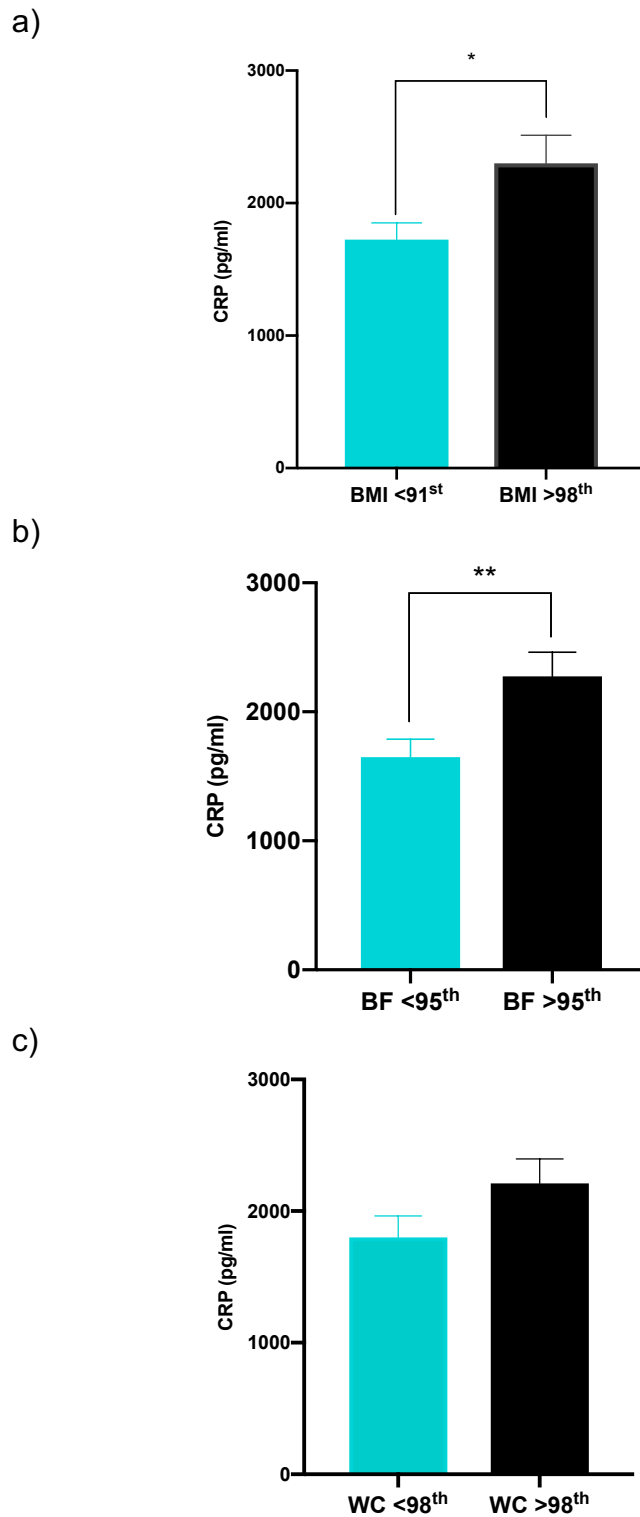 a)
*
3000
2000
1000
0
CRP (pg/ml)
BMI <91st BMI >98th
b)
**
3000
2000
1000
0
CRP (pg/ml)
BF <95th BF >95th
c)
3000
2000
1000
0
CRP (pg/ml)
WC <98th WC >98th